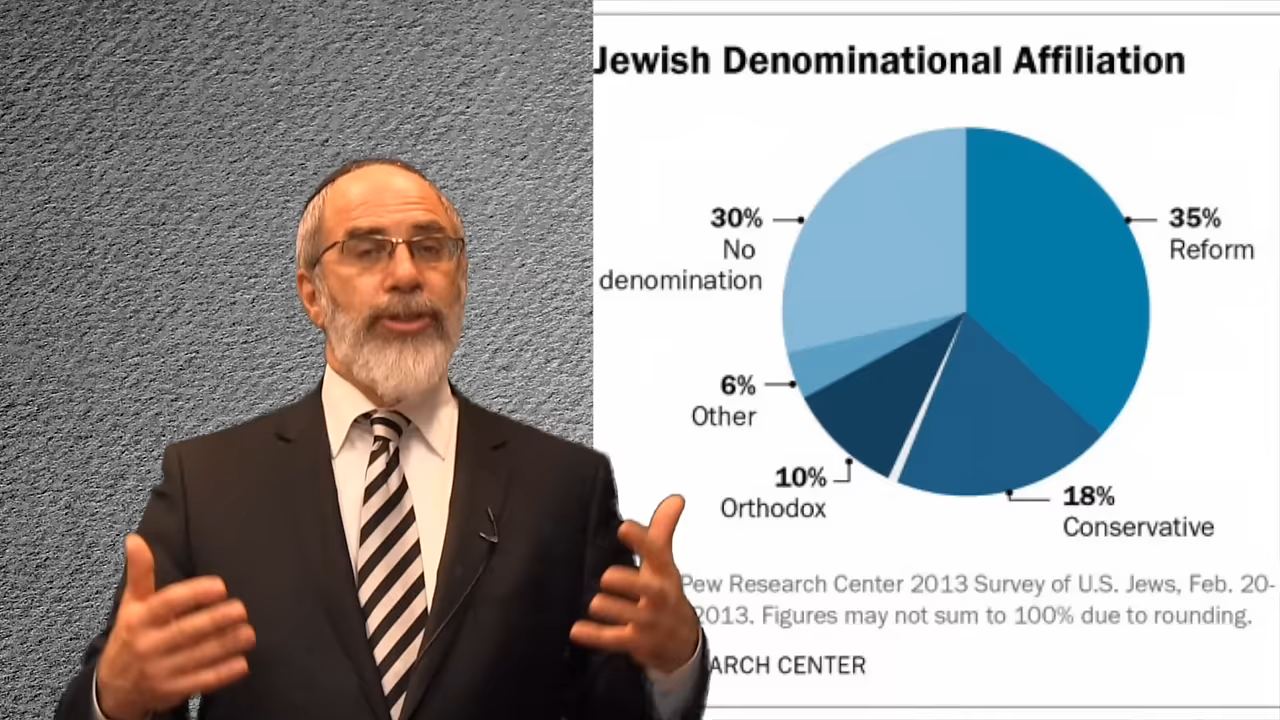 Jewish Denominational Affiliation
30%
No
denomination
35%
Reform
6%
Other
10%
Orthodox
18%
Conservative
Pew Research Center 2013 Survey of U.S. Jews, Feb. 20-
2013. Figures may not sum to 100% due to rounding.
ARCH CENTER